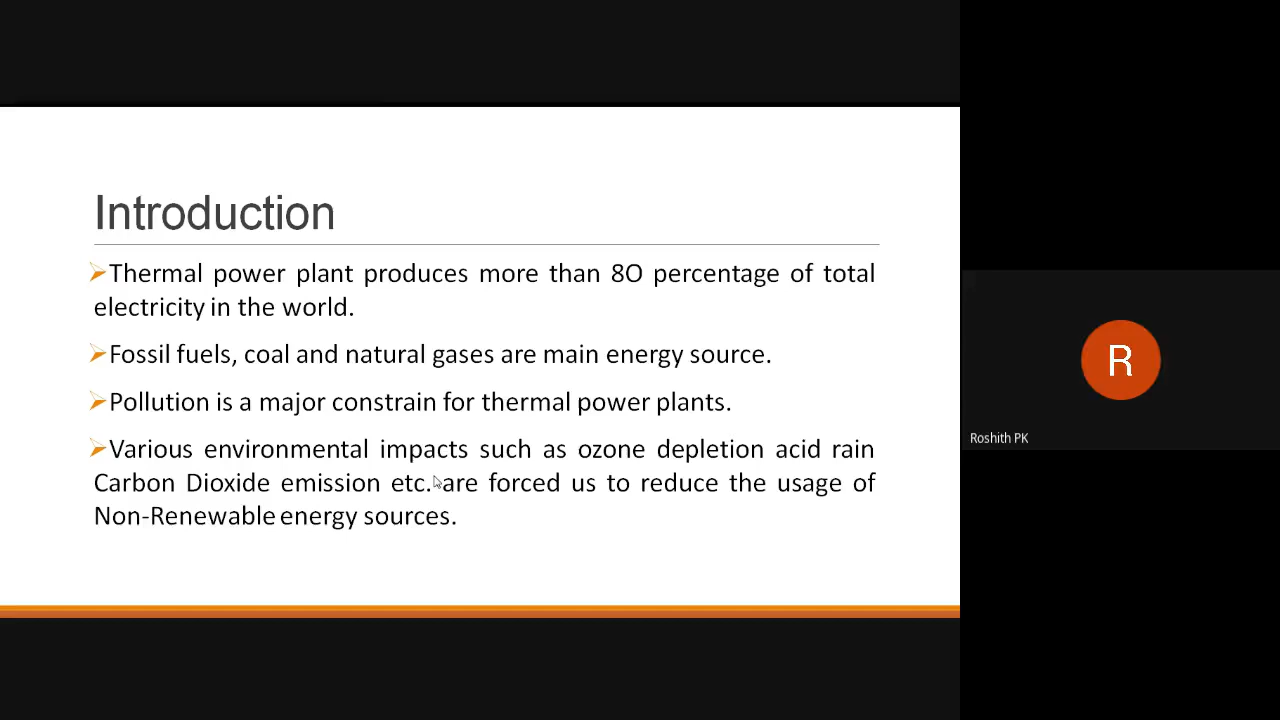 Introduction
➢Thermal power plant produces more than 8O percentage of total
electricity in the world.
➢Fossil fuels, coal and natural gases are main energy source.
➢Pollution is a major constrain for thermal power plants.
➢Various environmental impacts such as ozone depletion acid rain
Carbon Dioxide emission etc. are forced us to reduce the usage of
Non-Renewable energy sources.
R
Roshith PK